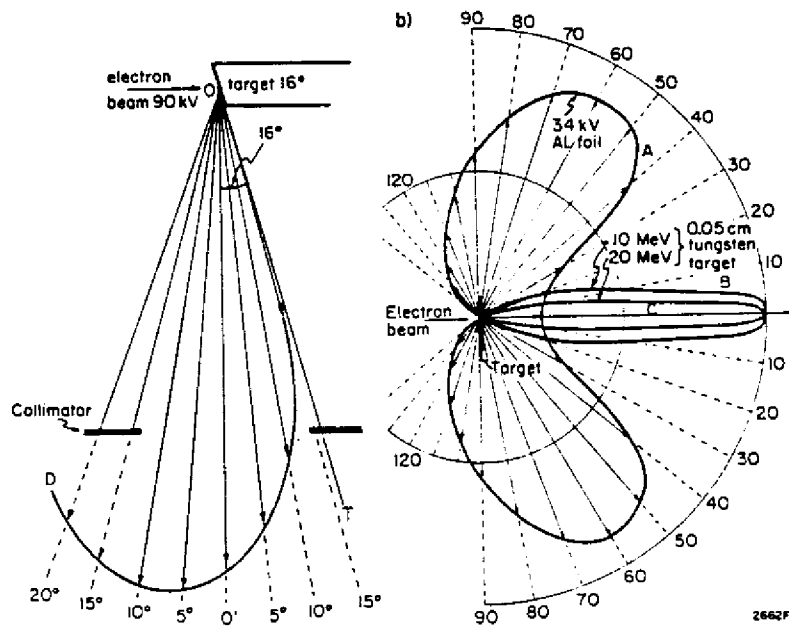 electron
beam 90 kV
O
target 16°
16°
Collimator
D
T
20°
15°
10°
5°
0°
5°
10°
15°
b)
90
80
70
60
50
40
30
20
10
10
20
30
40
50
60
70
80
90
120
120
34 kV
AL foil
A
10 MeV
20 MeV
0.05 cm
tungsten
target
B
C
Electron
beam
Target
2662F